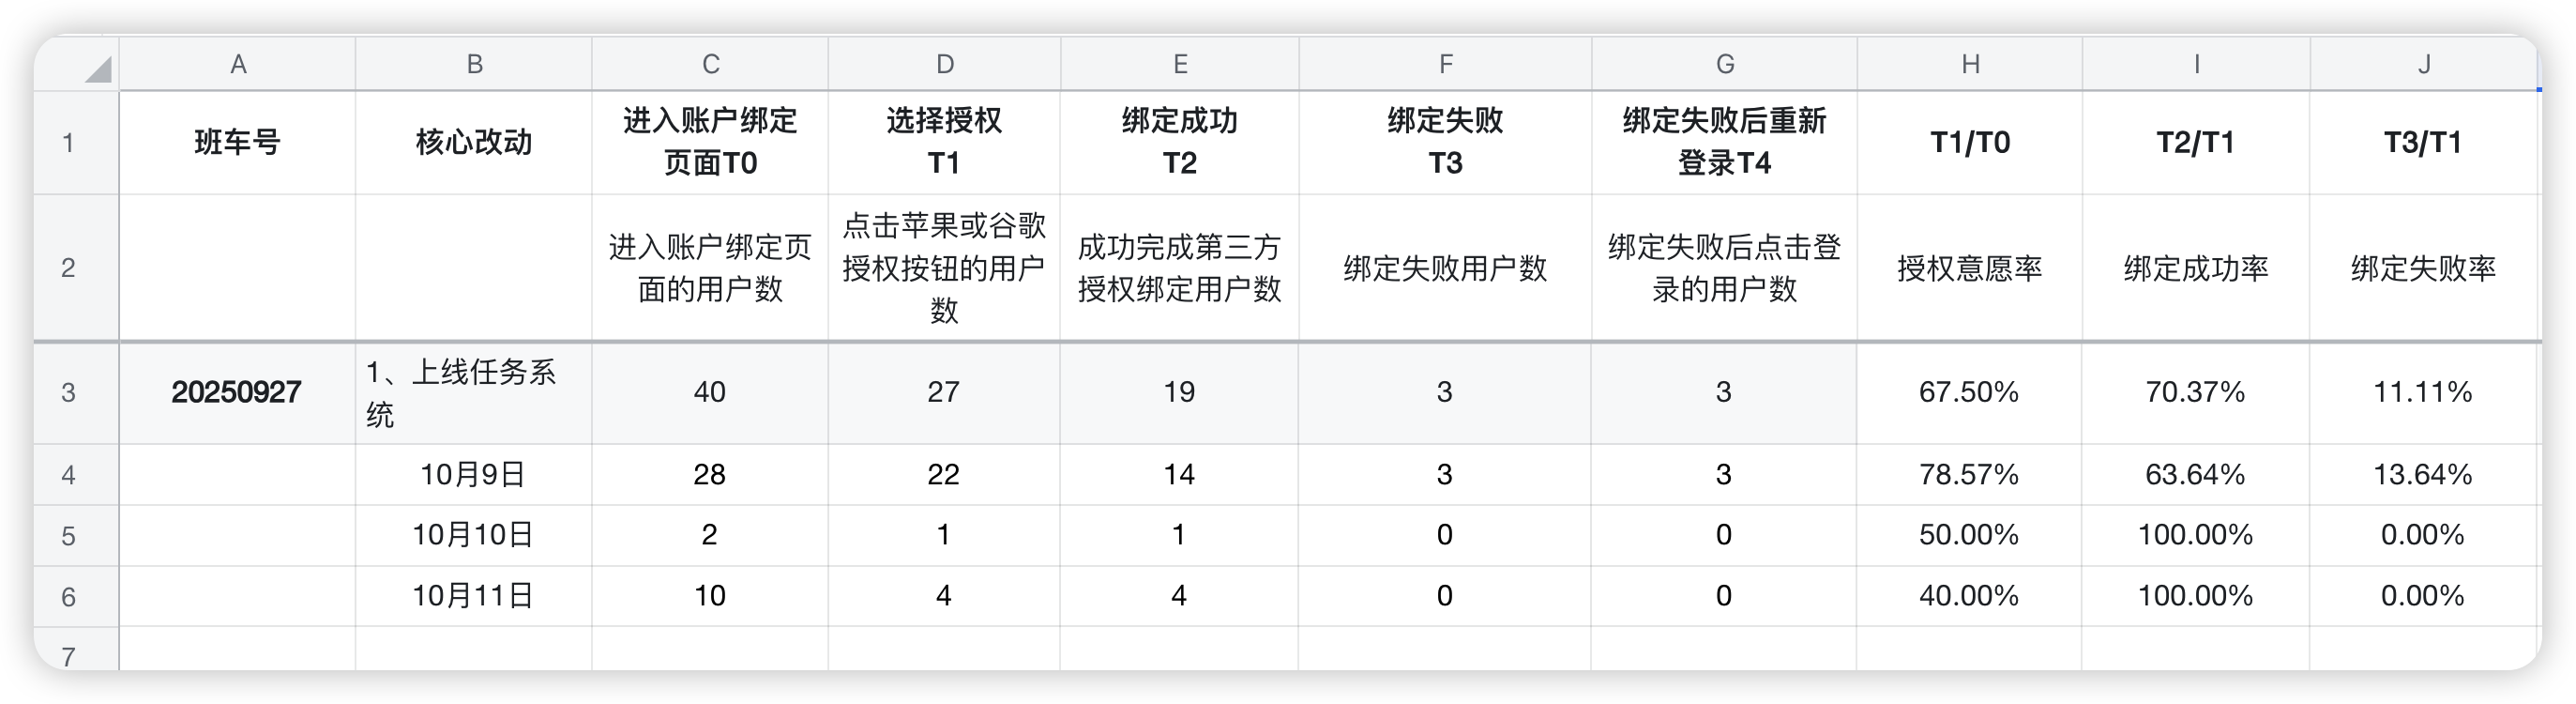 A B C D E F G H I J
1 班车号 核心改动 进入账户绑定页面T0 选择授权T1 绑定成功T2 绑定失败T3 绑定失败后重新登录T4 T1/T0 T2/T1 T3/T1
2 进入账户绑定页面的用户数 点击苹果或谷歌授权按钮的用户数 成功完成第三方授权绑定用户数 绑定失败用户数 绑定失败后点击登录的用户数 授权意愿率 绑定成功率 绑定失败率
3 20250927 1、上线任务系统 40 27 19 3 3 67.50% 70.37% 11.11%
4 10月9日 28 22 14 3 3 78.57% 63.64% 13.64%
5 10月10日 2 1 1 0 0 50.00% 100.00% 0.00%
6 10月11日 10 4 4 0 0 40.00% 100.00% 0.00%
7